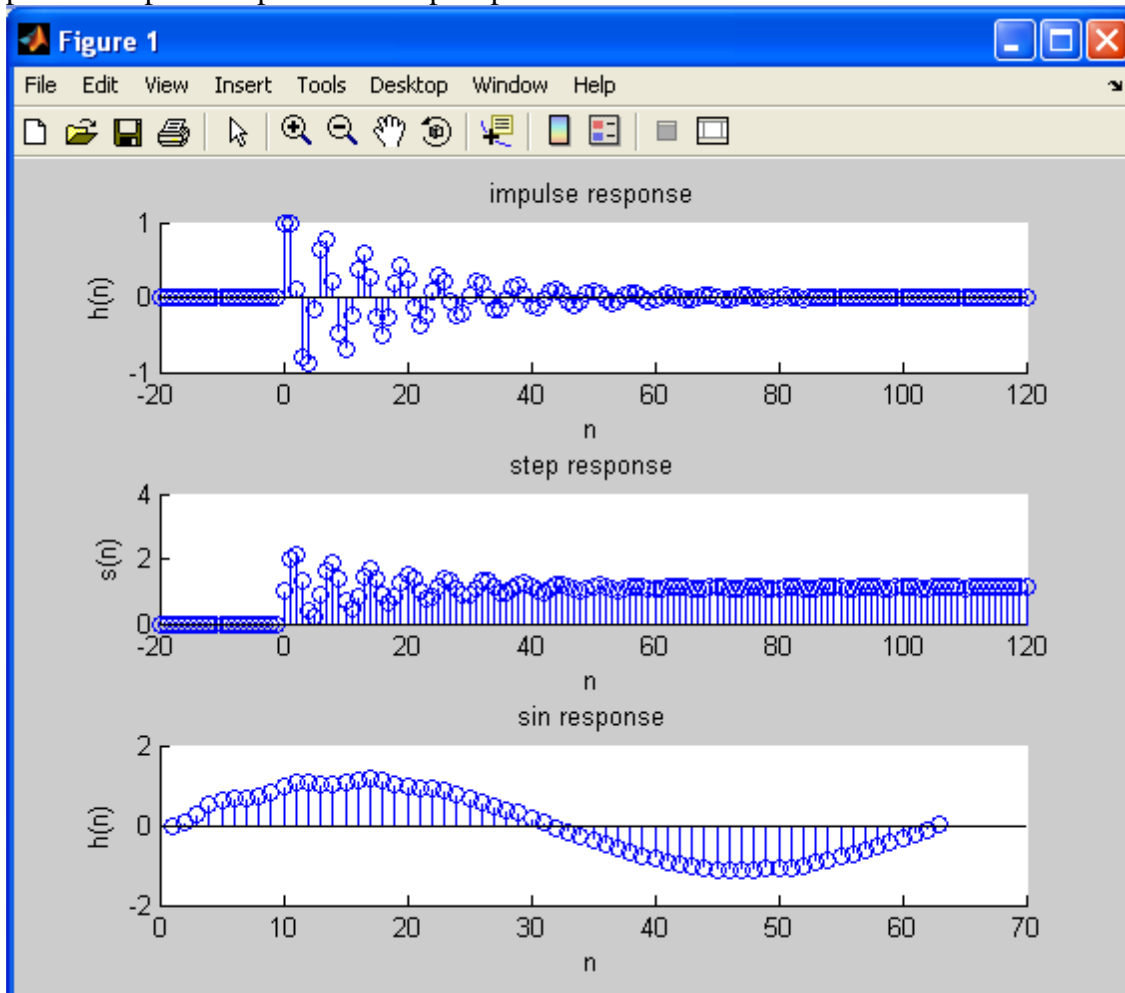 Figure 1
File Edit View Insert Tools Desktop Window Help
impulse response
h(n)
1
0
-1
-20 0 20 40 60 80 100 120
n
step response
s(n)
4
2
0
-20 0 20 40 60 80 100 120
n
sin response
h(n)
2
0
-2
0 10 20 30 40 50 60 70
n